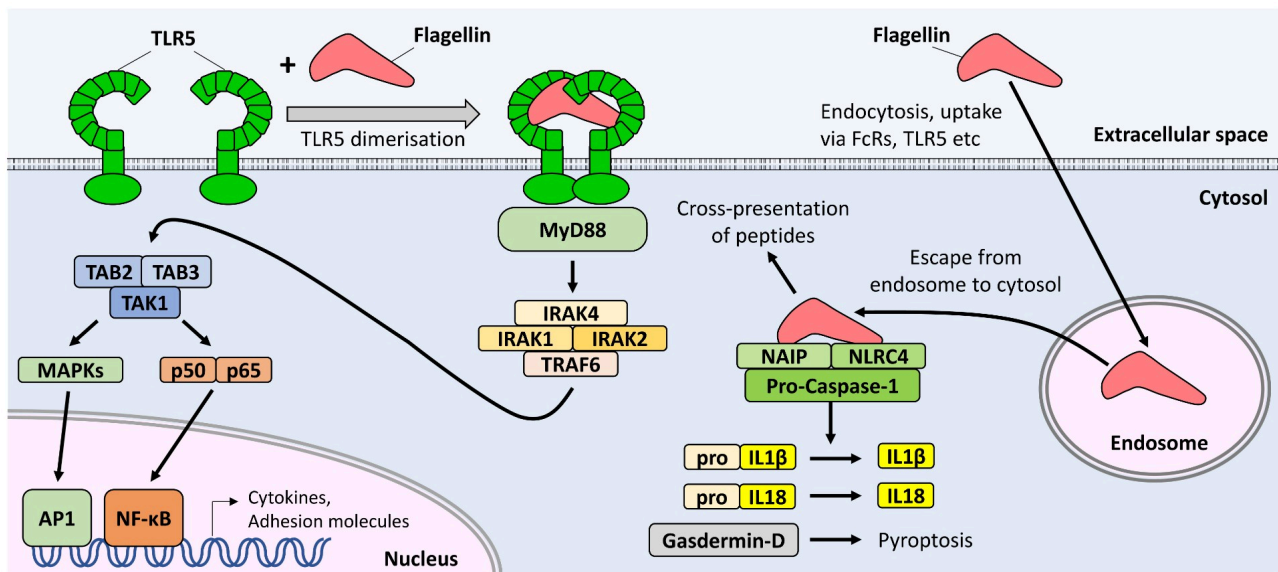 TLR5
+
Flagellin
TLR5 dimerisation
Flagellin
Endocytosis, uptake
via FcRs, TLR5 etc
Extracellular space
Cytosol
MyD88
IRAK4
IRAK1 IRAK2
TRAF6
TAB2 TAB3
TAK1
MAPKs
p50 p65
AP1
NF-κB
Cytokines,
Adhesion molecules
Nucleus
Cross-presentation
of peptides
Escape from
endosome to cytosol
NAIP NLRC4
Pro-Caspase-1
pro IL1β IL1β
pro IL18 IL18
Gasdermin-D Pyroptosis
Endosome